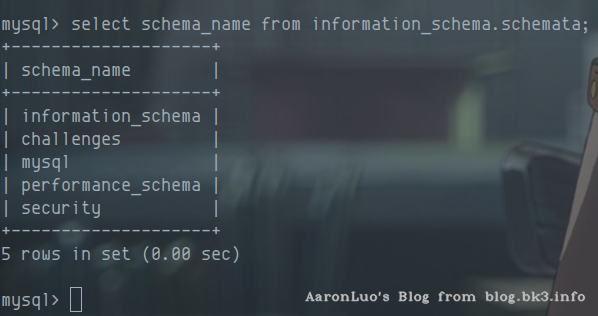 mysql> select schema_name from information_schema.schemata;
+--------------------+
| schema_name        |
+--------------------+
| information_schema |
| challenges         |
| mysql              |
| performance_schema |
| security           |
+--------------------+
5 rows in set (0.00 sec)
mysql>
AaronLuo's Blog from blog.bk3.info